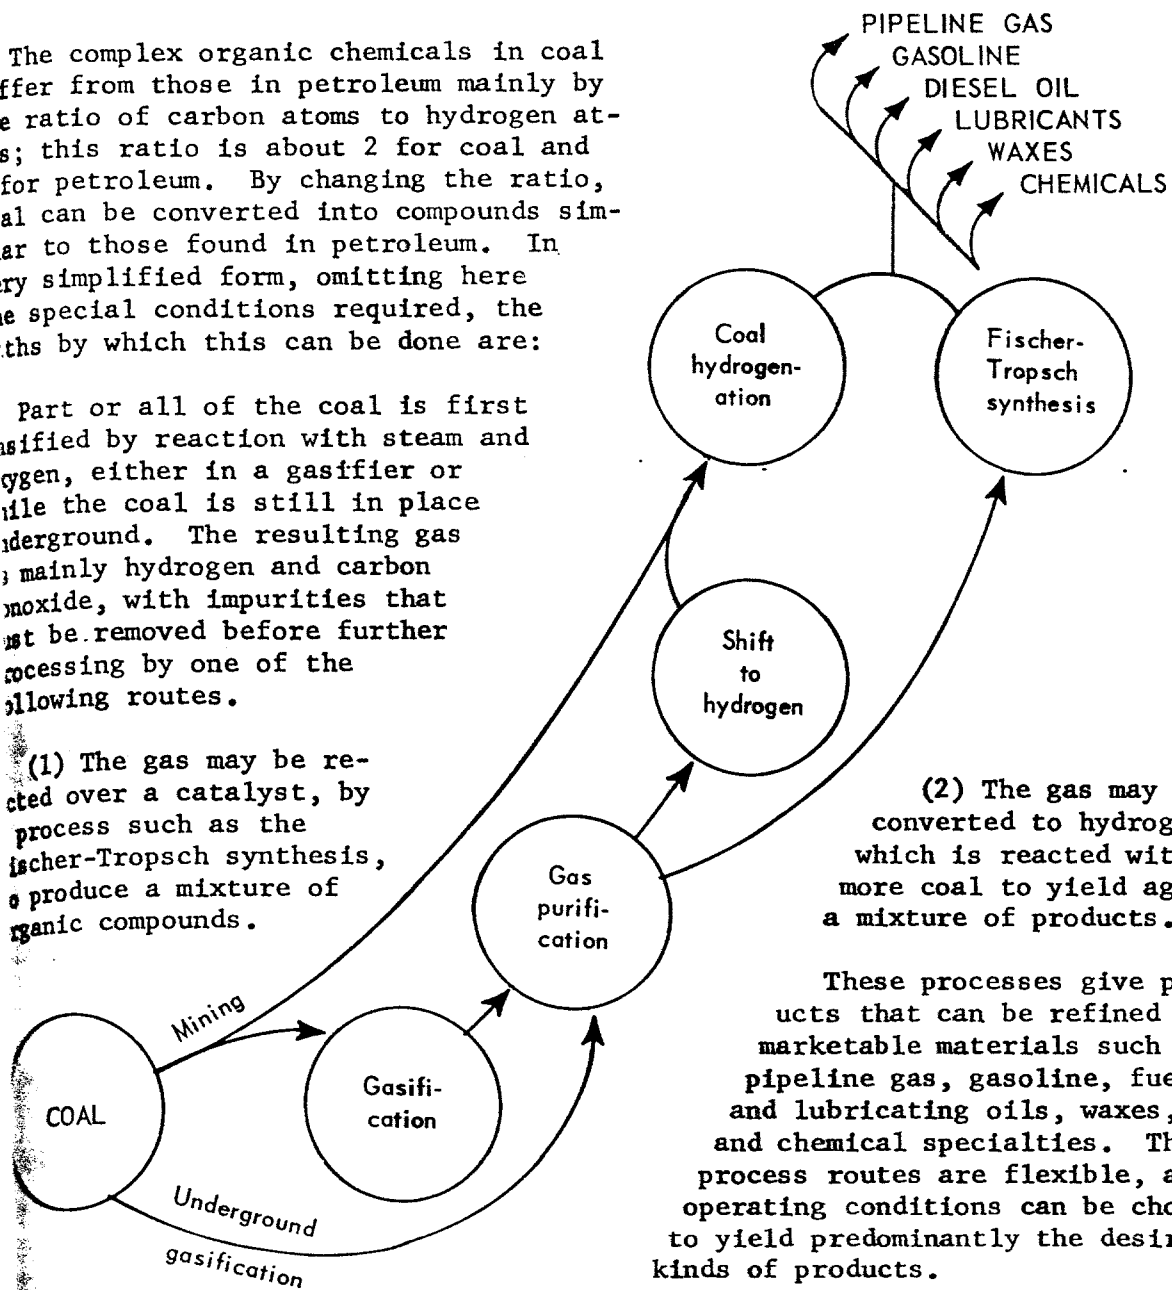 The complex organic chemicals in coal
ffer from those in petroleum mainly by
e ratio of carbon atoms to hydrogen at-
s; this ratio is about 2 for coal and
for petroleum. By changing the ratio,
al can be converted into compounds sim-
ar to those found in petroleum. In
ry simplified form, omitting here
e special conditions required, the
ths by which this can be done are:
Part or all of the coal is first
sified by reaction with steam and
ygen, either in a gasifier or
ile the coal is still in place
derground. The resulting gas
mainly hydrogen and carbon
noxide, with impurities that
st be removed before further
ocessing by one of the
llowing routes.
(1) The gas may be re-
cted over a catalyst, by
process such as the
ischer-Tropsch synthesis,
o produce a mixture of
rganic compounds.
PIPELINE GAS
GASOLINE
DIESEL OIL
LUBRICANTS
WAXES
CHEMICALS
Coal
hydrogen-
ation
Fischer-
Tropsch
synthesis
Shift
to
hydrogen
Gas
purifi-
cation
Mining
Gasifi-
cation
COAL
Underground
gasification
(2) The gas may
converted to hydrog
which is reacted wit
more coal to yield ag
a mixture of products.
These processes give p
ucts that can be refined
marketable materials such
pipeline gas, gasoline, fue
and lubricating oils, waxes,
and chemical specialties. Th
process routes are flexible, a
operating conditions can be cho
to yield predominantly the desi
kinds of products.